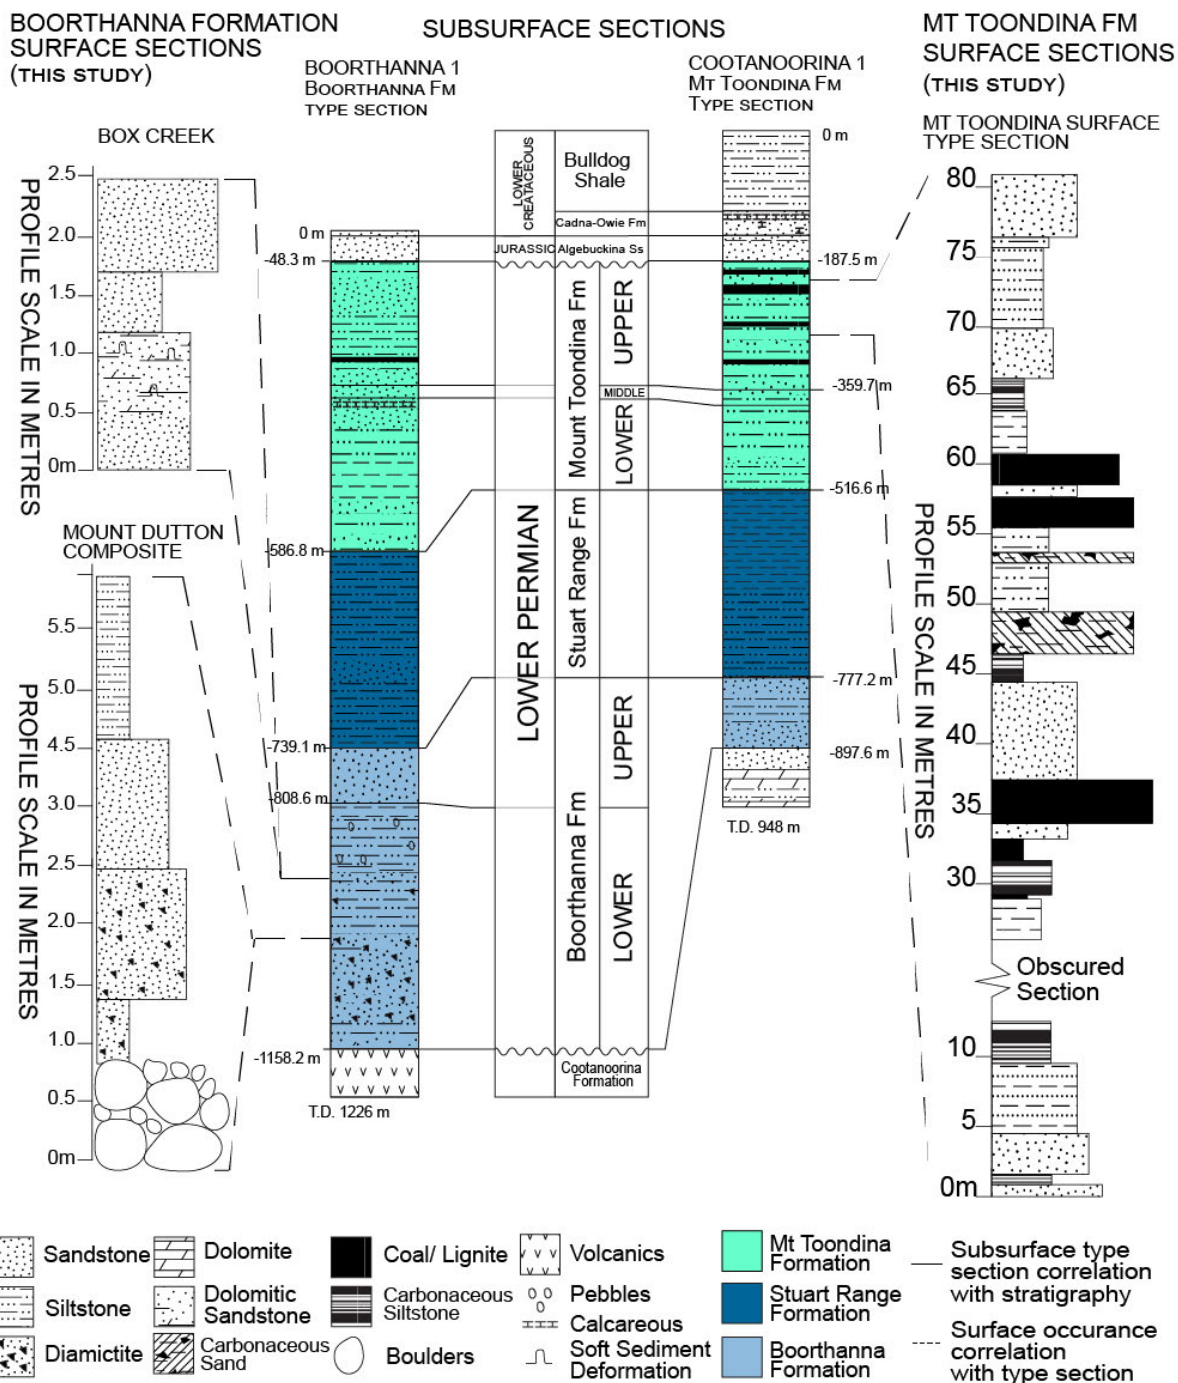 BOORTHANNA FORMATION
SURFACE SECTIONS
(THIS STUDY)
SUBSURFACE SECTIONS
MT TOONDINA FM
SURFACE SECTIONS
(THIS STUDY)
BOORTHANNA 1
BOORTHANNA FM
TYPE SECTION
COOTANOORINA 1
MT TOONDINA FM
TYPE SECTION
MT TOONDINA SURFACE
TYPE SECTION
BOX CREEK
PROFILE SCALE IN METRES
2.5
2.0
1.5
1.0
0.5
0m
MOUNT DUTTON
COMPOSITE
PROFILE SCALE IN METRES
5.5
5.0
4.5
3.0
2.5
2.0
1.5
1.0
0.5
0m
0 m
-48.3 m
-586.8 m
-739.1 m
-808.6 m
-1158.2 m
T.D. 1226 m
LOWER
CREATACEOUS
Bulldog
Shale
Cadna-Owie Fm
JURASSIC
Algebuckina Ss
LOWER PERMIAN
Mount Toondina Fm
UPPER
MIDDLE
LOWER
Stuart Range Fm
Boorthanna Fm
UPPER
LOWER
Cootanoorina
Formation
0 m
-187.5 m
-359.7 m
-516.6 m
-777.2 m
-897.6 m
T.D. 948 m
PROFILE SCALE IN METRES
80
75
70
65
60
55
50
45
40
35
30
Obscured
Section
10
5
0m
Sandstone
Siltstone
Diamictite
Dolomite
Dolomitic
Sandstone
Carbonaceous
Sand
Coal/ Lignite
Carbonaceous
Siltstone
Boulders
Volcanics
Pebbles
Calcareous
Soft Sediment
Deformation
Mt Toondina
Formation
Stuart Range
Formation
Boorthanna
Formation
Subsurface type
section correlation
with stratigraphy
Surface occurance
correlation
with type section